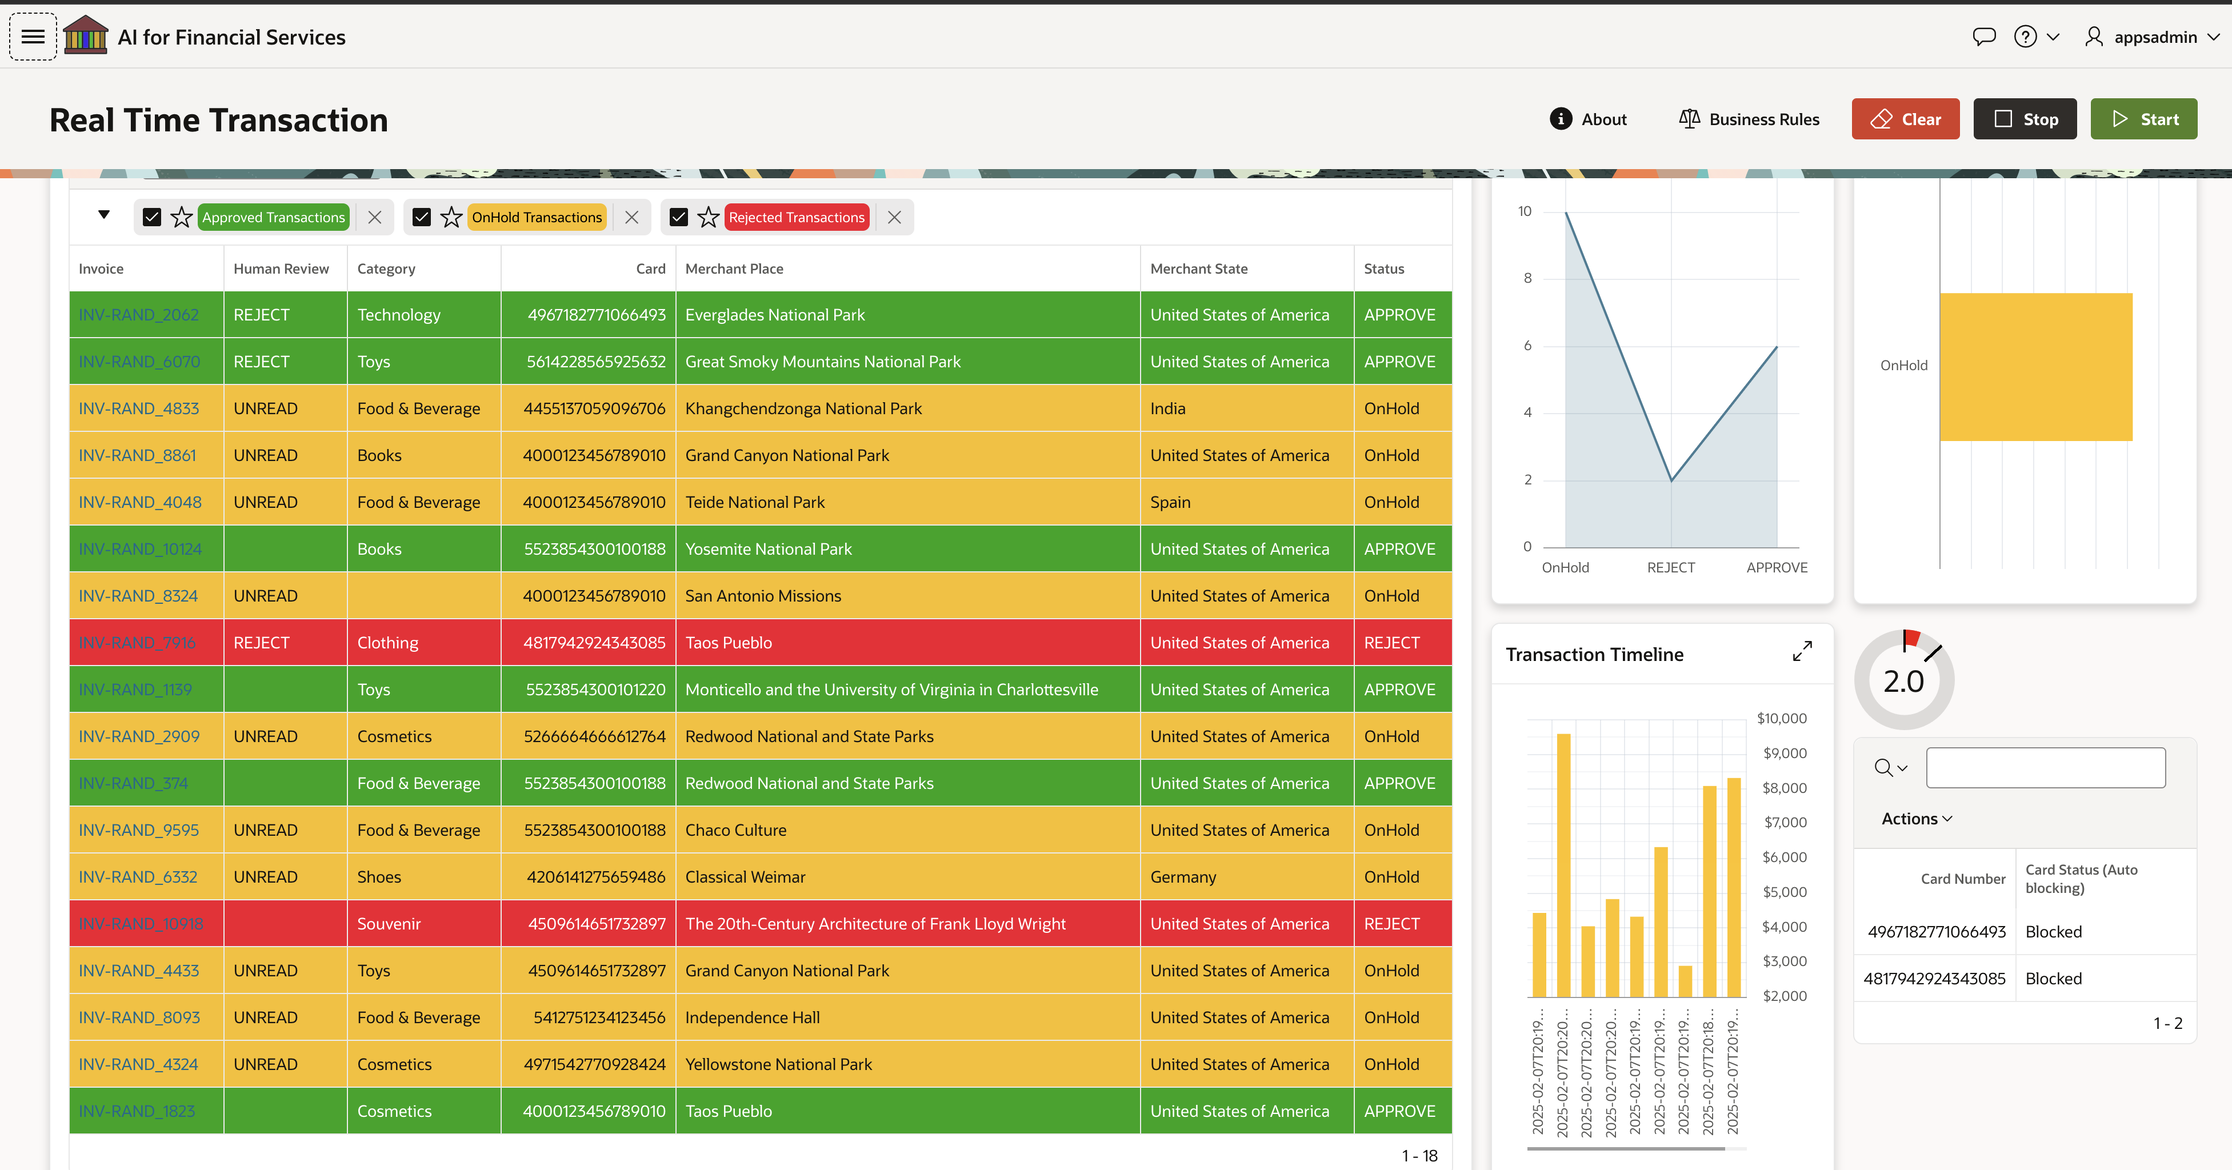 AI for Financial Services
appsadmin
Real Time Transaction
About
Business Rules
Clear
Stop
Start
Approved Transactions
OnHold Transactions
Rejected Transactions
Invoice Human Review Category Card Merchant Place Merchant State Status
INV-RAND_2062 REJECT Technology 4967182771066493 Everglades National Park United States of America APPROVE
INV-RAND_6070 REJECT Toys 5614228565925632 Great Smoky Mountains National Park United States of America APPROVE
INV-RAND_4833 UNREAD Food & Beverage 4455137059096706 Khangchendzonga National Park India OnHold
INV-RAND_8861 UNREAD Books 4000123456789010 Grand Canyon National Park United States of America OnHold
INV-RAND_4048 UNREAD Food & Beverage 4000123456789010 Teide National Park Spain OnHold
INV-RAND_10124 Books 5523854300100188 Yosemite National Park United States of America APPROVE
INV-RAND_8324 UNREAD 4000123456789010 San Antonio Missions United States of America OnHold
INV-RAND_7916 REJECT Clothing 4817942924343085 Taos Pueblo United States of America REJECT
INV-RAND_1139 Toys 5523854300101220 Monticello and the University of Virginia in Charlottesville United States of America APPROVE
INV-RAND_2909 UNREAD Cosmetics 5266664666612764 Redwood National and State Parks United States of America OnHold
INV-RAND_374 Food & Beverage 5523854300100188 Redwood National and State Parks United States of America APPROVE
INV-RAND_9595 UNREAD Food & Beverage 5523854300100188 Chaco Culture United States of America OnHold
INV-RAND_6332 UNREAD Shoes 4206141275659486 Classical Weimar Germany OnHold
INV-RAND_10918 Souvenir 4509614651732897 The 20th-Century Architecture of Frank Lloyd Wright United States of America REJECT
INV-RAND_4433 UNREAD Toys 4509614651732897 Grand Canyon National Park United States of America OnHold
INV-RAND_8093 UNREAD Food & Beverage 5412751234123456 Independence Hall United States of America OnHold
INV-RAND_4324 UNREAD Cosmetics 4971542770928424 Yellowstone National Park United States of America OnHold
INV-RAND_1823 Cosmetics 4000123456789010 Taos Pueblo United States of America APPROVE
1 - 18
10
8
6
4
2
0
OnHold REJECT APPROVE
OnHold
Transaction Timeline
$10,000
$9,000
$8,000
$7,000
$6,000
$5,000
$4,000
$3,000
$2,000
2025-02-07T20:19...
2025-02-07T20:20...
2025-02-07T20:20...
2025-02-07T20:20...
2025-02-07T20:19...
2025-02-07T20:19...
2025-02-07T20:19...
2025-02-07T20:18...
2025-02-07T20:19...
2.0
Actions
Card Number Card Status (Auto
blocking)
4967182771066493 Blocked
4817942924343085 Blocked
1 - 2